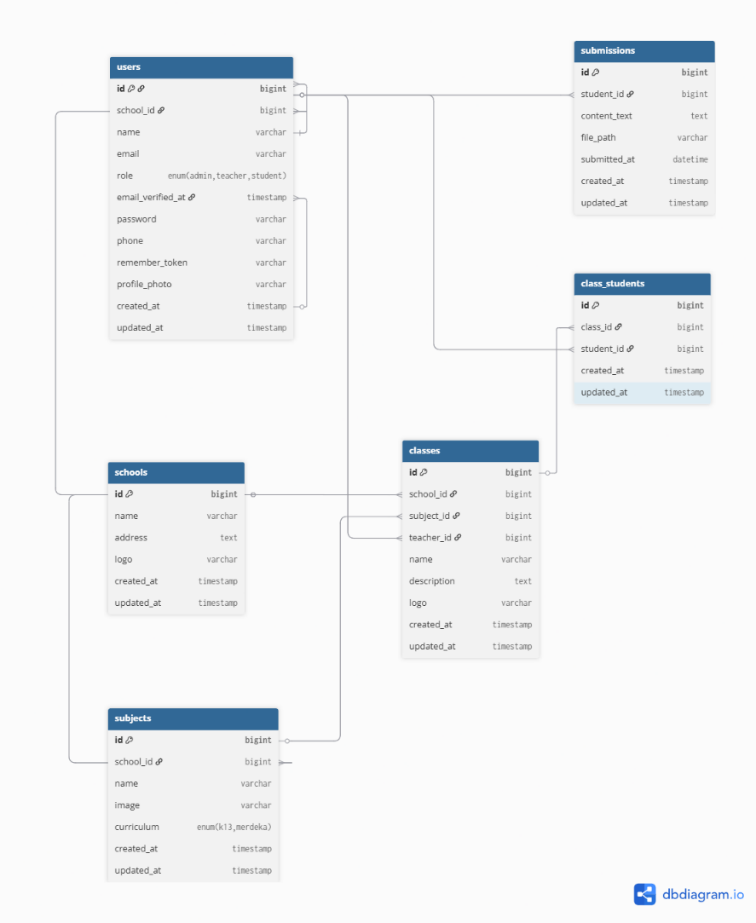 users
id bigint
school_id bigint
name varchar
email varchar
role enum(admin,teacher,student)
email_verified_at timestamp
password varchar
phone varchar
remember_token varchar
profile_photo varchar
created_at timestamp
updated_at timestamp
submissions
id bigint
student_id bigint
content_text text
file_path varchar
submitted_at datetime
created_at timestamp
updated_at timestamp
class_students
id bigint
class_id bigint
student_id bigint
created_at timestamp
updated_at timestamp
schools
id bigint
name varchar
address text
logo varchar
created_at timestamp
updated_at timestamp
classes
id bigint
school_id bigint
subject_id bigint
teacher_id bigint
name varchar
description text
logo varchar
created_at timestamp
updated_at timestamp
subjects
id bigint
school_id bigint
name varchar
image varchar
curriculum enum(k13,merdeka)
created_at timestamp
updated_at timestamp
dbdiagram.io